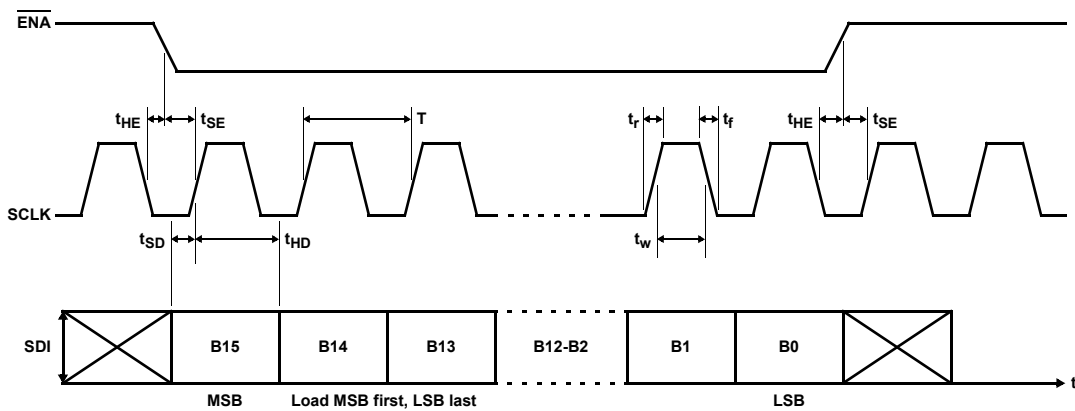 ENA
tHE tSE T tr tf tHE tSE
SCLK
tSD tHD tw
SDI B15 B14 B13 B12-B2 B1 B0 t
MSB Load MSB first, LSB last LSB